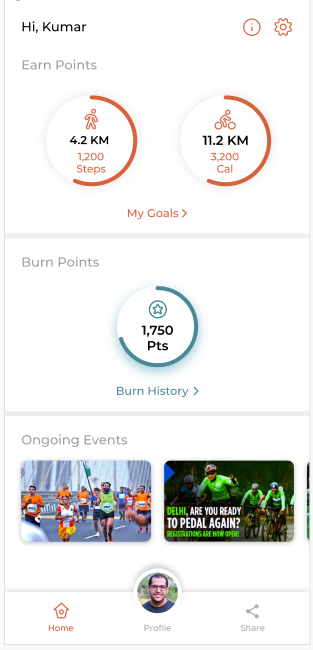 Hi, Kumar
Earn Points
4.2 KM
1,200
Steps
11.2 KM
3,200
Cal
My Goals
Burn Points
1,750
Pts
Burn History
Ongoing Events
DELHI, ARE YOU READY
TO PEDAL AGAIN?
REGISTRATIONS ARE NOW OPEN!
Home
Profile
Share